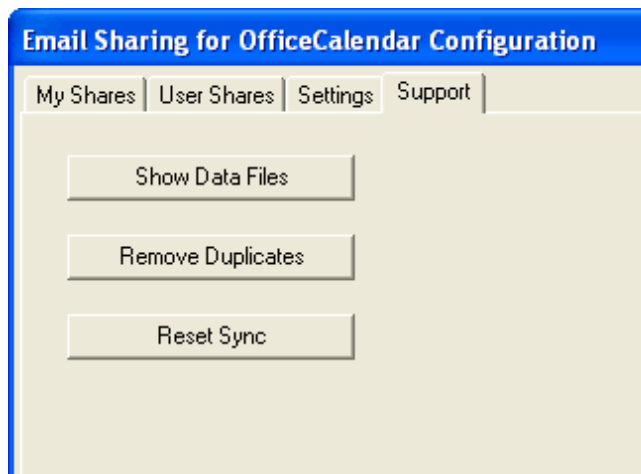 Email Sharing for OfficeCalendar Configuration
My Shares User Shares Settings Support
Show Data Files
Remove Duplicates
Reset Sync